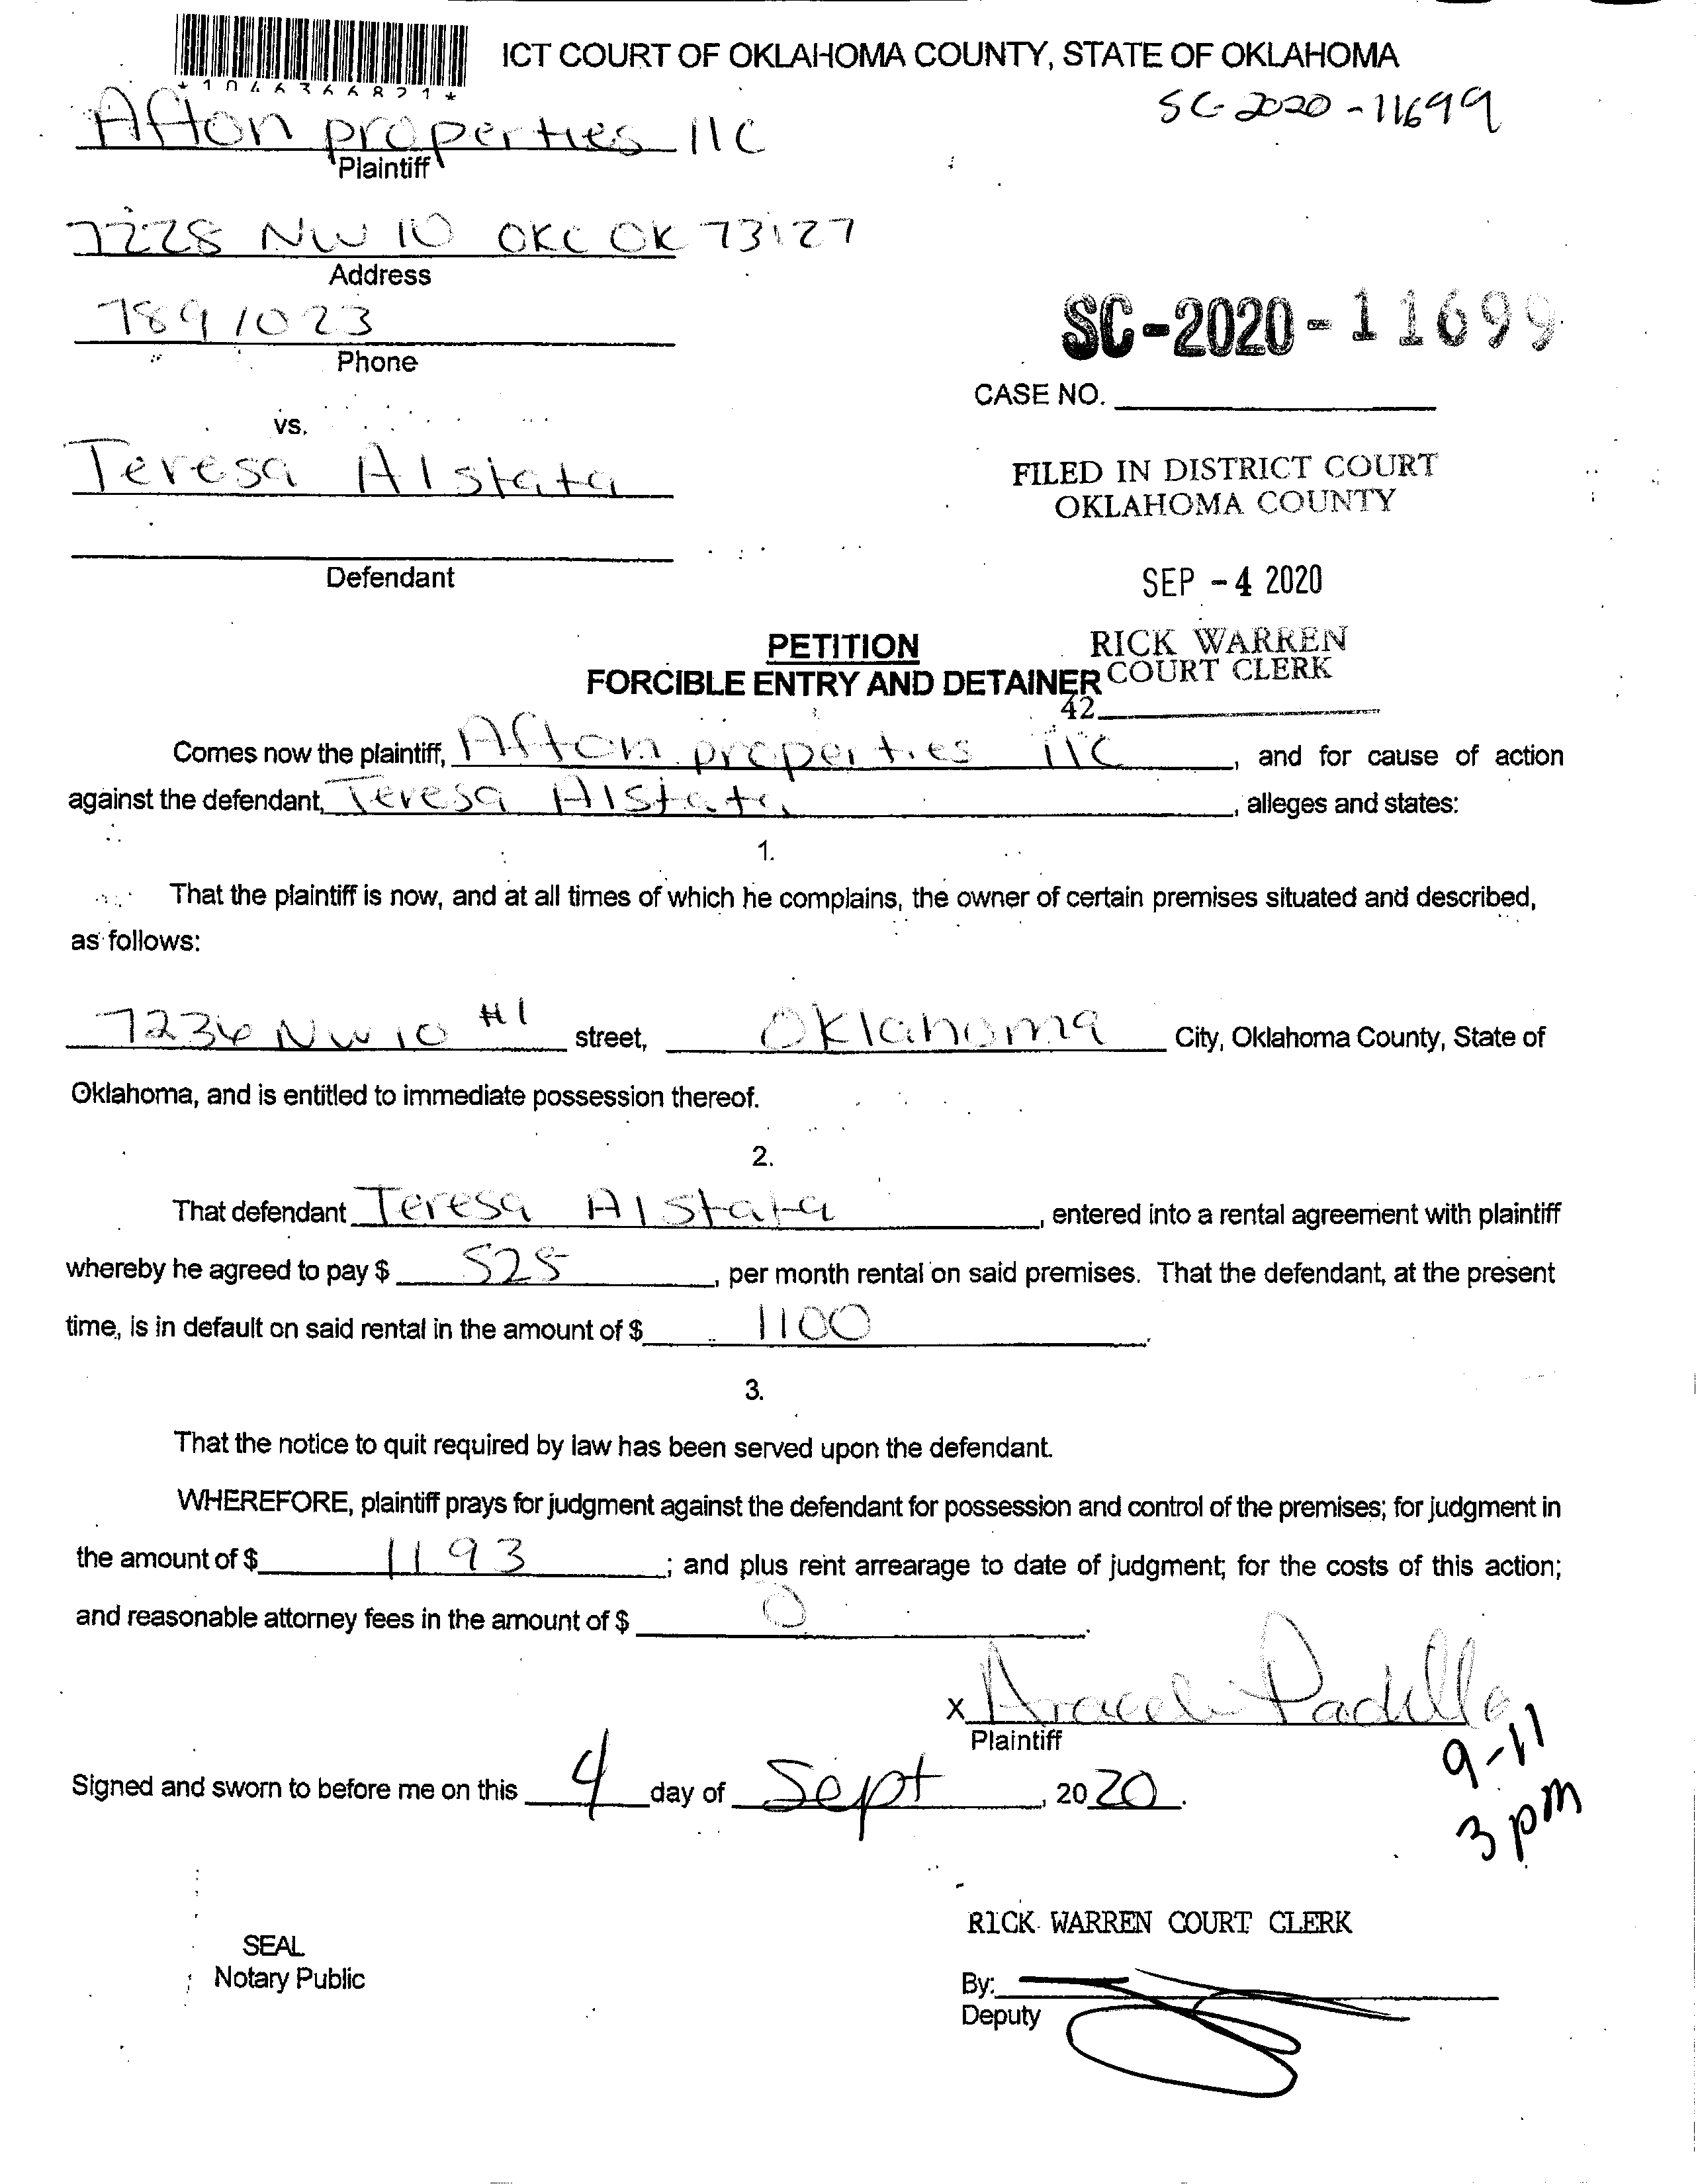 ICT COURT OF OKLAHOMA COUNTY, STATE OF OKLAHOMA
*1046366821*
SC-2020-11699
Afton properties llc
Plaintiff
7228 NW 10 OKC OK 73127
Address
789 1023
Phone
SC-2020-11699
CASE NO.
vs.
Teresa Alstata
FILED IN DISTRICT COURT
OKLAHOMA COUNTY
Defendant
SEP -4 2020
PETITION
RICK WARREN
FORCIBLE ENTRY AND DETAINER
COURT CLERK
42
Comes now the plaintiff, Afton properties llc, and for cause of action
against the defendant, Teresa Alstata, alleges and states:
1.
That the plaintiff is now, and at all times of which he complains, the owner of certain premises situated and described,
as follows:
7236 NW 10 #1 street, Oklahoma City, Oklahoma County, State of
Oklahoma, and is entitled to immediate possession thereof.
2.
That defendant Teresa Alstata, entered into a rental agreement with plaintiff
whereby he agreed to pay $ 525, per month rental on said premises. That the defendant, at the present
time, is in default on said rental in the amount of $ 1100.
3.
That the notice to quit required by law has been served upon the defendant.
WHEREFORE, plaintiff prays for judgment against the defendant for possession and control of the premises; for judgment in
the amount of $ 1193; and plus rent arrearage to date of judgment; for the costs of this action;
and reasonable attorney fees in the amount of $ 0.
X Araceli Padilla
Plaintiff
9-11
3 pm
Signed and sworn to before me on this 4 day of Sept, 2020.
RICK WARREN COURT CLERK
SEAL
Notary Public
By:
Deputy